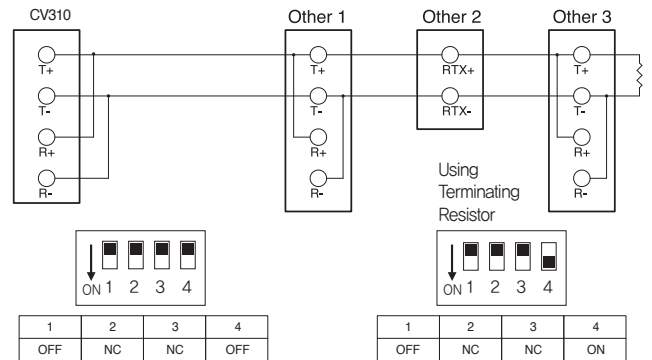 CV310 Other 1 Other 2 Other 3
T+ T+ RTX+ T+
T- T- RTX- T-
R+ R+ R+
R- R- R-
Using
Terminating
Resistor
ON 1 2 3 4
ON 1 2 3 4
1 2 3 4
OFF NC NC OFF
1 2 3 4
OFF NC NC ON